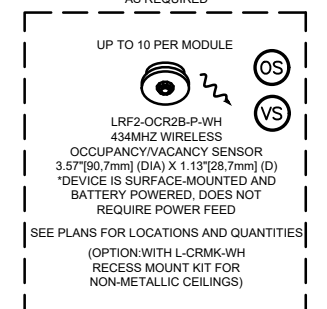 AS REQUIRED
UP TO 10 PER MODULE
OS
VS
LRF2-OCR2B-P-WH
434MHZ WIRELESS
OCCUPANCY/VACANCY SENSOR
3.57"[90,7mm] (DIA) X 1.13"[28,7mm] (D)
*DEVICE IS SURFACE-MOUNTED AND
BATTERY POWERED, DOES NOT
REQUIRE POWER FEED
SEE PLANS FOR LOCATIONS AND QUANTITIES
(OPTION:WITH L-CRMK-WH
RECESS MOUNT KIT FOR
NON-METALLIC CEILINGS)